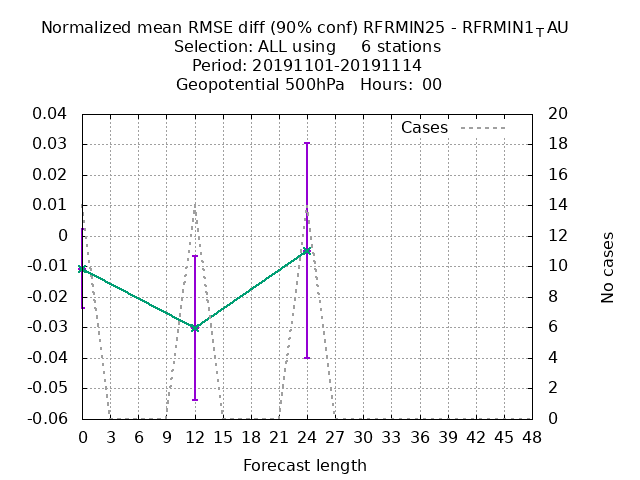 Normalized mean RMSE diff (90% conf) RFRMIN25 - RFRMIN1_TAU
Selection: ALL using     6 stations
Period: 20191101-20191114
Geopotential 500hPa   Hours:  00
Cases
0.04
0.03
0.02
0.01
0
-0.01
-0.02
-0.03
-0.04
-0.05
-0.06
20
18
16
14
12
10
8
6
4
2
0
No cases
0 3 6 9 12 15 18 21 24 27 30 33 36 39 42 45 48
Forecast length